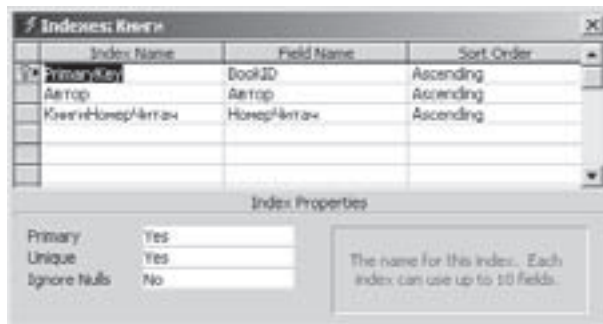 Indexes: Книги
Index Name Field Name Sort Order
PrimaryKey BookID Ascending
Автор Автор Ascending
КнигиНомерЧитач НомерЧитач Ascending
Index Properties
Primary Yes
Unique Yes
Ignore Nulls No
The name for this index. Each
index can use up to 10 fields.